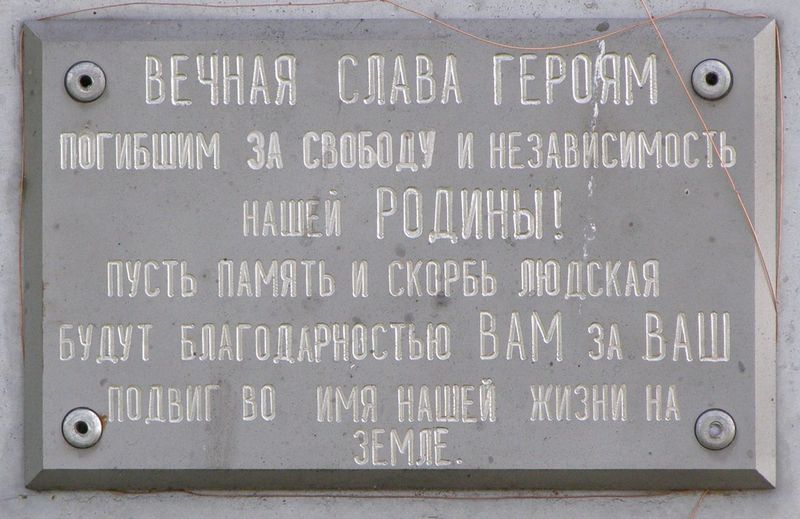 ВЕЧНАЯ СЛАВА ГЕРОЯМ
ПОГИБШИМ ЗА СВОБОДУ И НЕЗАВИСИМОСТЬ
НАШЕЙ РОДИНЫ!
ПУСТЬ ПАМЯТЬ И СКОРБЬ ЛЮДСКАЯ
БУДУТ БЛАГОДАРНОСТЬЮ ВАМ ЗА ВАШ
ПОДВИГ ВО ИМЯ НАШЕЙ ЖИЗНИ НА
ЗЕМЛЕ.